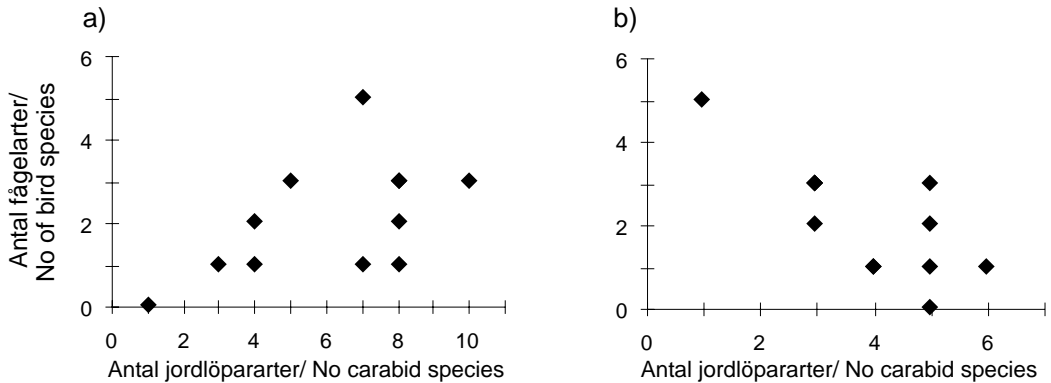 a)
Antal fågelarter/
No of bird species
6
4
2
0
0 2 4 6 8 10
Antal jordlöpararter/ No carabid species
b)
6
4
2
0
0 2 4 6
Antal jordlöpararter/ No carabid species